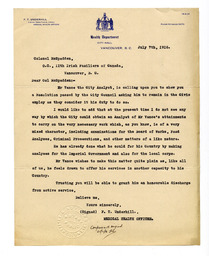 F. T. UNDERHILL
Health Department
CITY HALL
VANCOUVER, B.C.
July 7th, 1916.
Colonel McSpadden,
O.C., 18th Irish Fusiliers of Canada,
Vancouver, B. C.
Dear Col McSpadden:
Mr Vance the City Analyst, is calling upon you to show you
a Resolution passed by the City Council asking him to remain in the Civic
employ as they consider it his duty to do so.
I would like to add that at the present time I do not see any
way by which the City could obtain an Analyst of Mr Vance's attainments to
carry on the very necessary work which, as you know, is of a very
mixed character, including examinations for the Board of Works, Food
Analyses, Criminal Prosecutions, and other matters of a like nature.
He has already done what he could for his Country by making
analyses for the Imperial Government and also for the local corps.
Mr Vance wishes to make this matter quite plain as, like all of
us, he feels drawn to offer his services in another capacity to his
Country.
Trusting you will be able to grant him an honorable discharge
from active service,
Believe me,
Yours sincerely,
(Signed) F. T. Underhill.
MEDICAL HEALTH OFFICER.